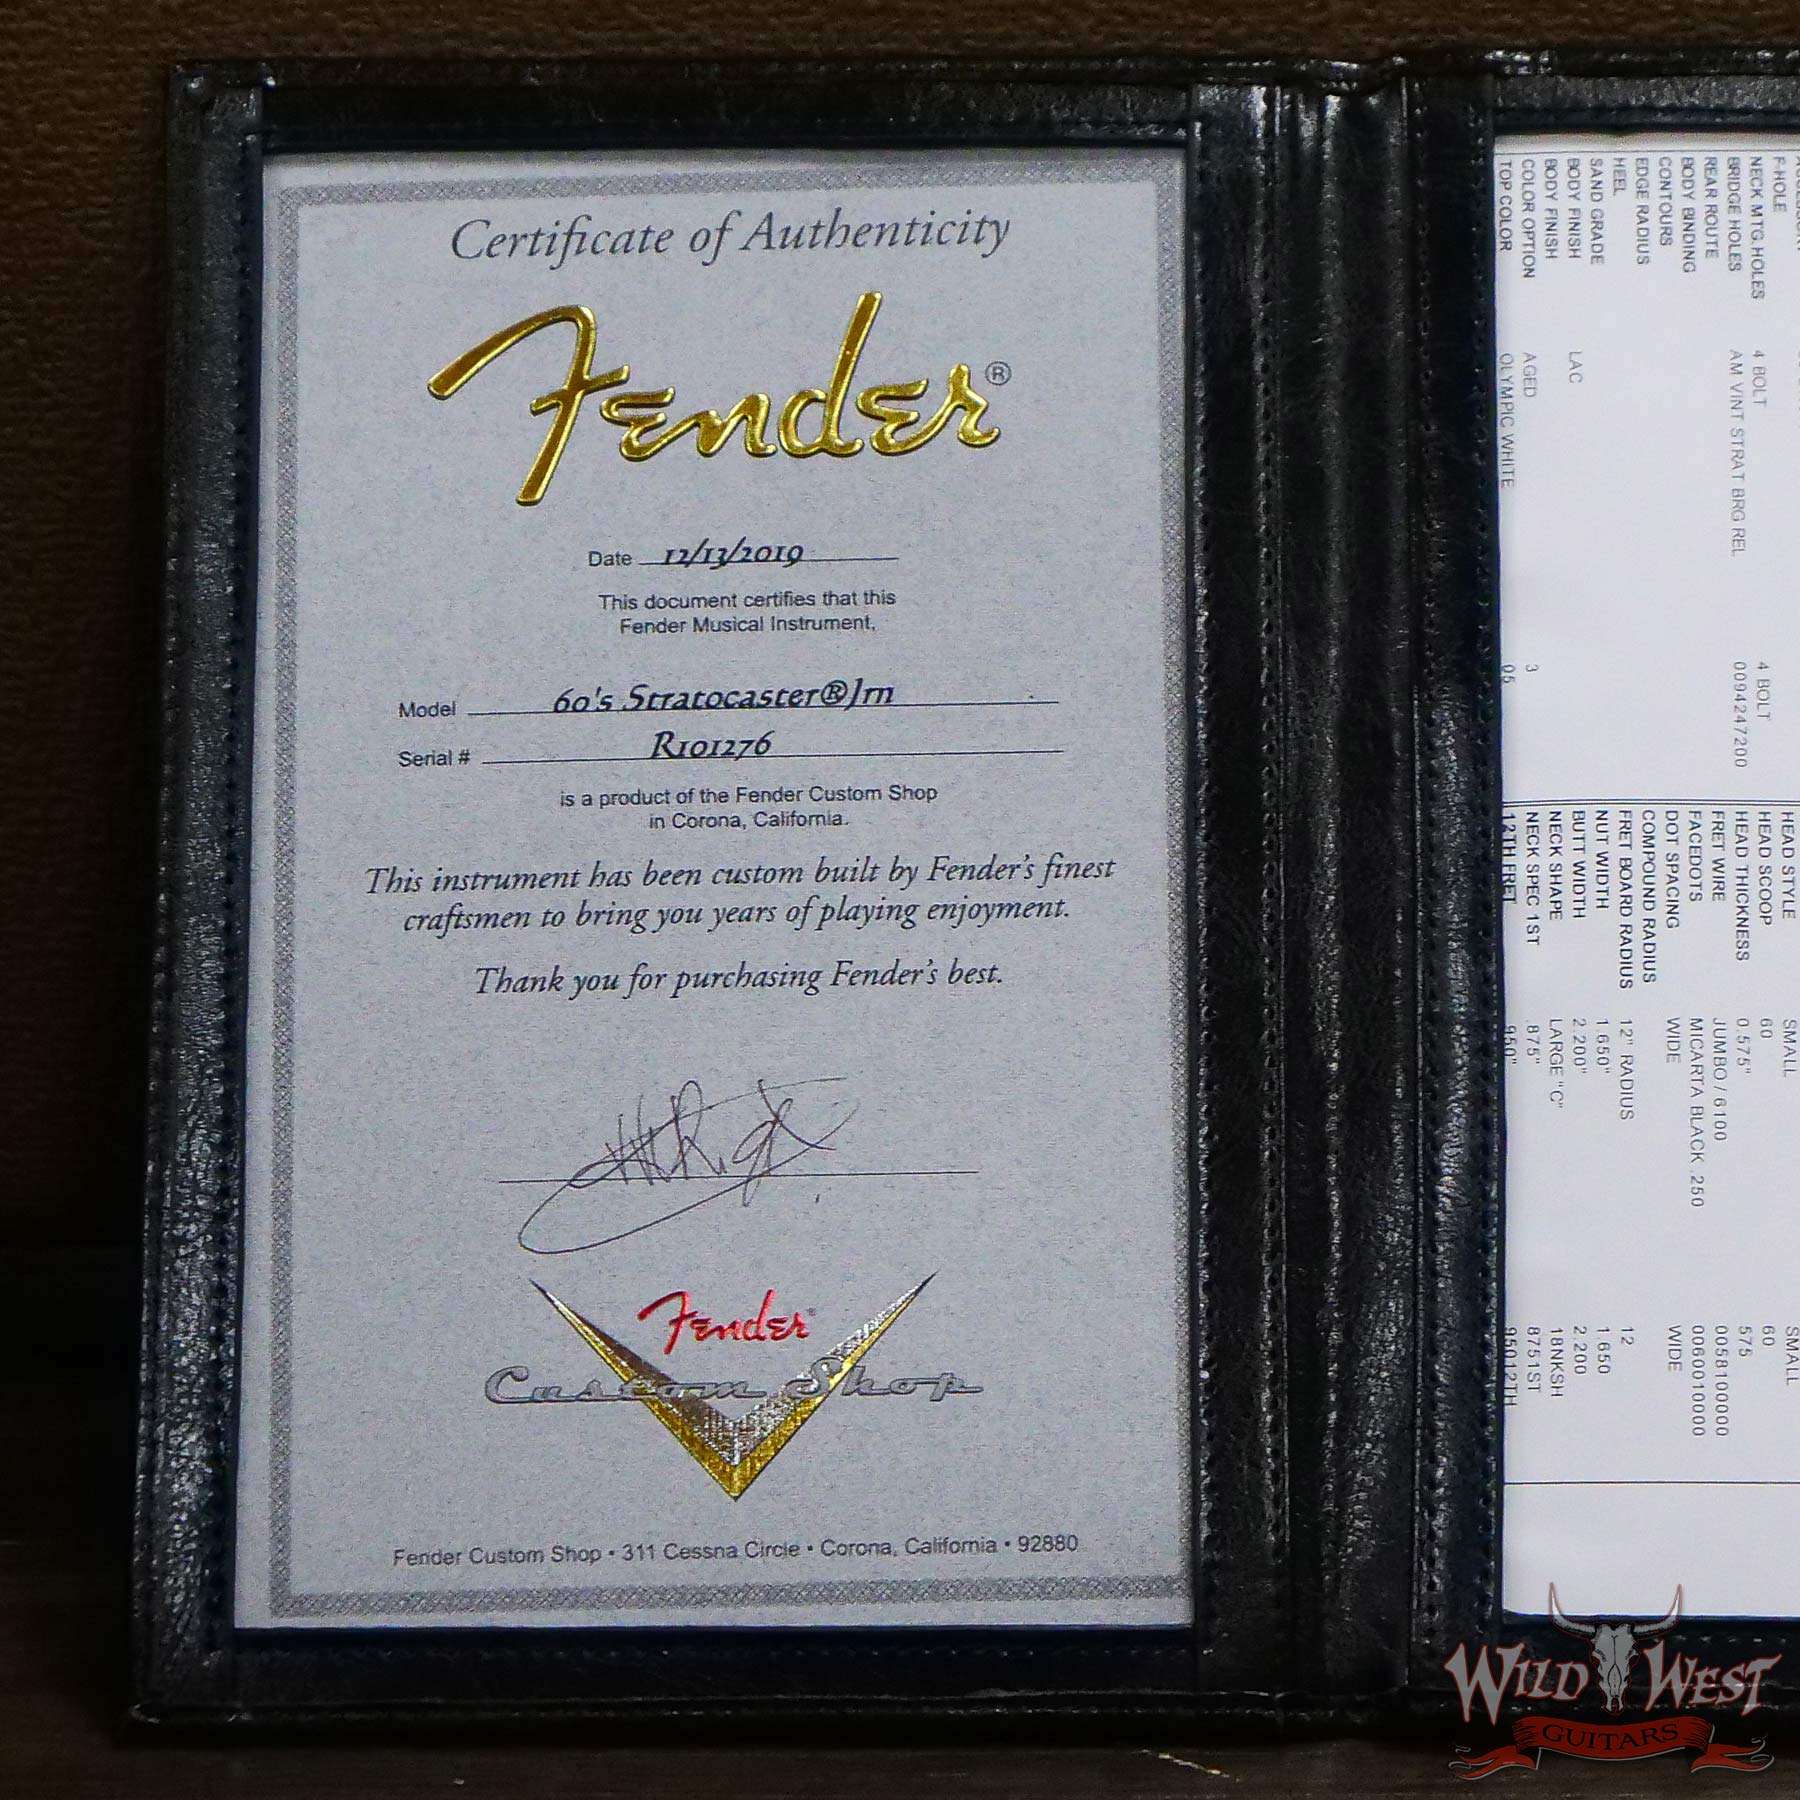 Certificate of Authenticity
Fender®
Date 12/13/2019
This document certifies that this
Fender Musical Instrument,
Model 60's Stratocaster®Jrn
Serial # R101276
is a product of the Fender Custom Shop
in Corona, California.
This instrument has been custom built by Fender's finest
craftsmen to bring you years of playing enjoyment.
Thank you for purchasing Fender's best.
Fender®
Custom Shop
Fender Custom Shop • 311 Cessna Circle • Corona, California • 92880
F-HOLE
NECK MTG.HOLES 4 BOLT 4 BOLT
BRIDGE HOLES AM VINT STRAT BRG REL 0094247200
REAR ROUTE
BODY BINDING
CONTOURS
EDGE RADIUS
HEEL
SAND GRADE
BODY FINISH LAC
BODY FINISH
COLOR OPTION AGED 3
TOP COLOR OLYMPIC WHITE 05
HEAD STYLE SMALL SMALL
HEAD SCOOP 60 60
HEAD THICKNESS 0.575" 575
FRET WIRE JUMBO / 6100 0058100000
FACEDOTS MICARTA BLACK .250 0060010000
DOT SPACING WIDE WIDE
COMPOUND RADIUS
FRET BOARD RADIUS 12" RADIUS 12
NUT WIDTH 1.650" 1.650
BUTT WIDTH 2.200" 2.200
NECK SHAPE LARGE "C" 18NKSH
NECK SPEC 1ST .875" 8751ST
12TH FRET .950" 95012TH
WILD WEST
GUITARS